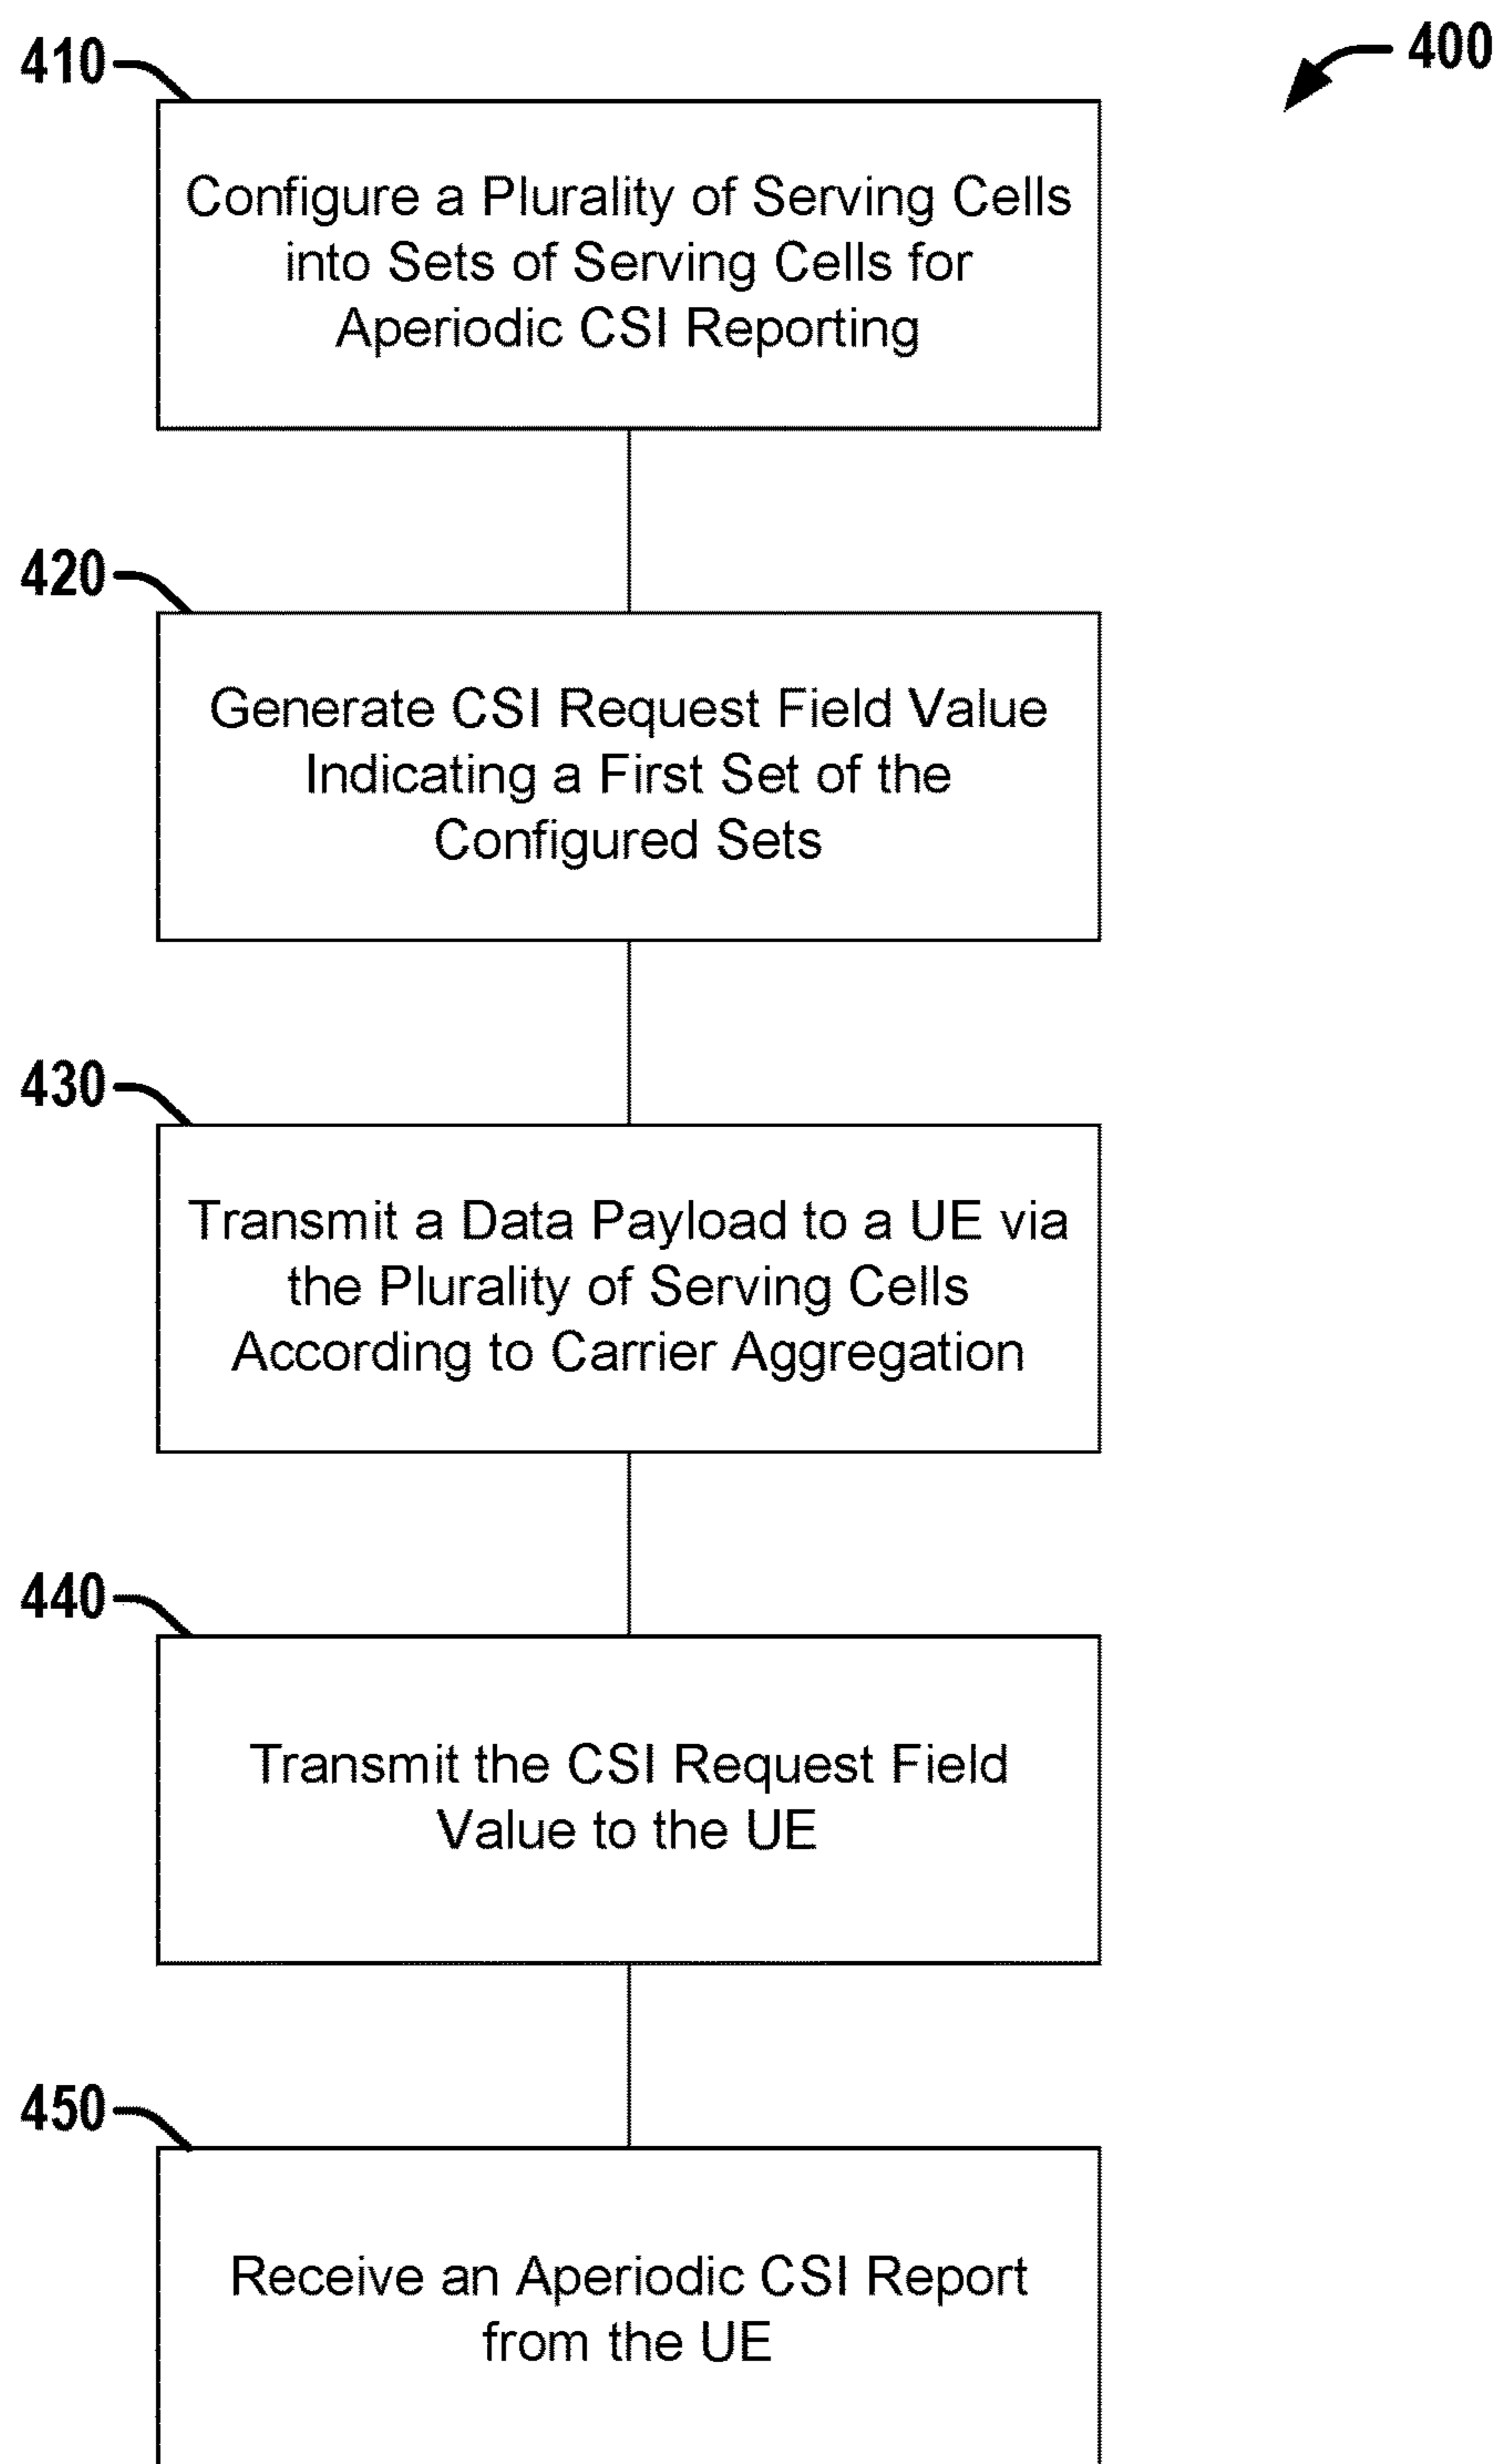 400
410
Configure a Plurality of Serving Cells
into Sets of Serving Cells for
Aperiodic CSI Reporting
420
Generate CSI Request Field Value
Indicating a First Set of the
Configured Sets
430
Transmit a Data Payload to a UE via
the Plurality of Serving Cells
According to Carrier Aggregation
440
Transmit the CSI Request Field
Value to the UE
450
Receive an Aperiodic CSI Report
from the UE